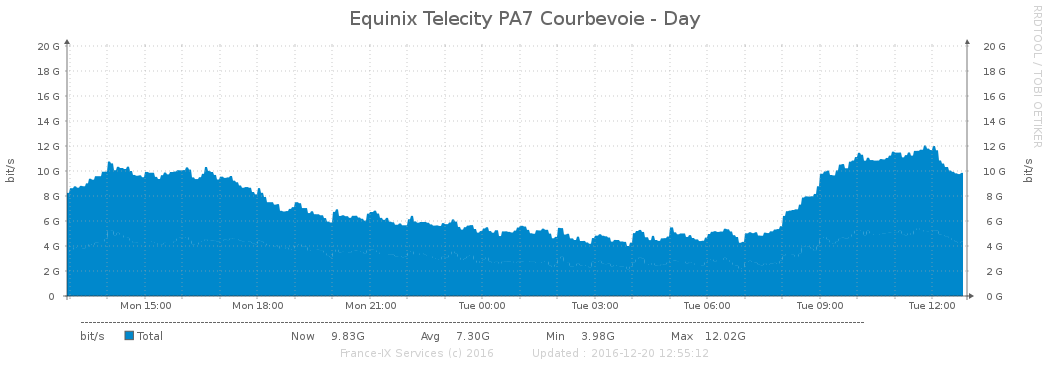 Equinix Telecity PA7 Courbevoie - Day
RRDTOOL / TOBI OETIKER
bit/s
bit/s
20 G 20 G
18 G 18 G
16 G 16 G
14 G 14 G
12 G 12 G
10 G 10 G
8 G 8 G
6 G 6 G
4 G 4 G
2 G 2 G
0 0 G
Mon 15:00 Mon 18:00 Mon 21:00 Tue 00:00 Tue 03:00 Tue 06:00 Tue 09:00 Tue 12:00
bit/s Total Now 9.83G Avg 7.30G Min 3.98G Max 12.02G
France-IX Services (c) 2016 Updated : 2016-12-20 12:55:12